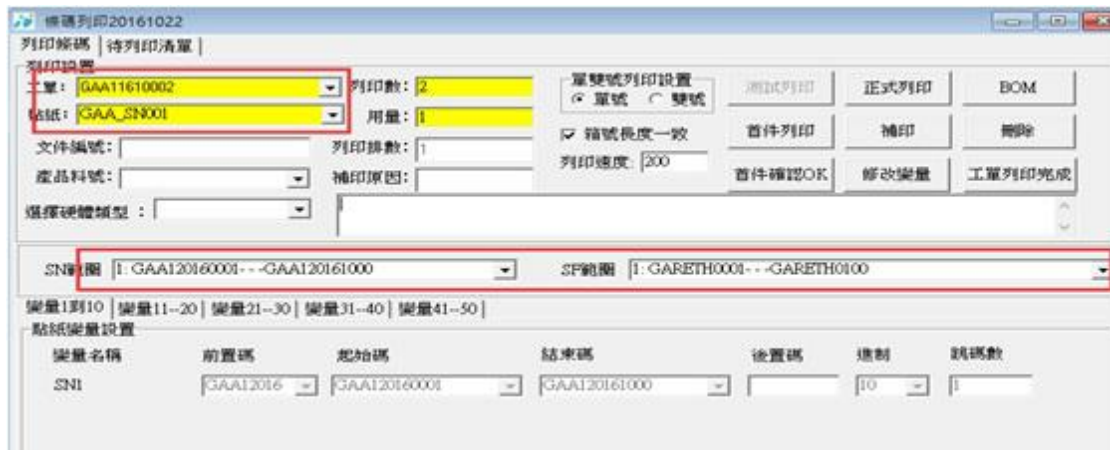 條碼列印20161022
列印條碼 待列印清單
列印設置
工單: GAA11610002 列印數: 2 單雙號列印設置 測試列印 正式列印 BOM
貼紙: GAA_SN001 用量: 1 單號 雙號
文件編號: 列印排數: 1 箱號長度一致 首件列印 補印 刪除
產品料號: 補印原因: 列印速度: 200 首件確認OK 修改變量 工單列印完成
選擇硬體類型 :
SN範圍 1: GAA120160001- - -GAA120161000 SF範圍 1: GARETH0001- - -GARETH0100
變量1到10 變量11--20 變量21--30 變量31--40 變量41--50
貼紙變量設置
變量名稱 前置碼 起始碼 結束碼 後置碼 進制 跳碼數
SN1 GAA12016 GAA120160001 GAA120161000 10 1